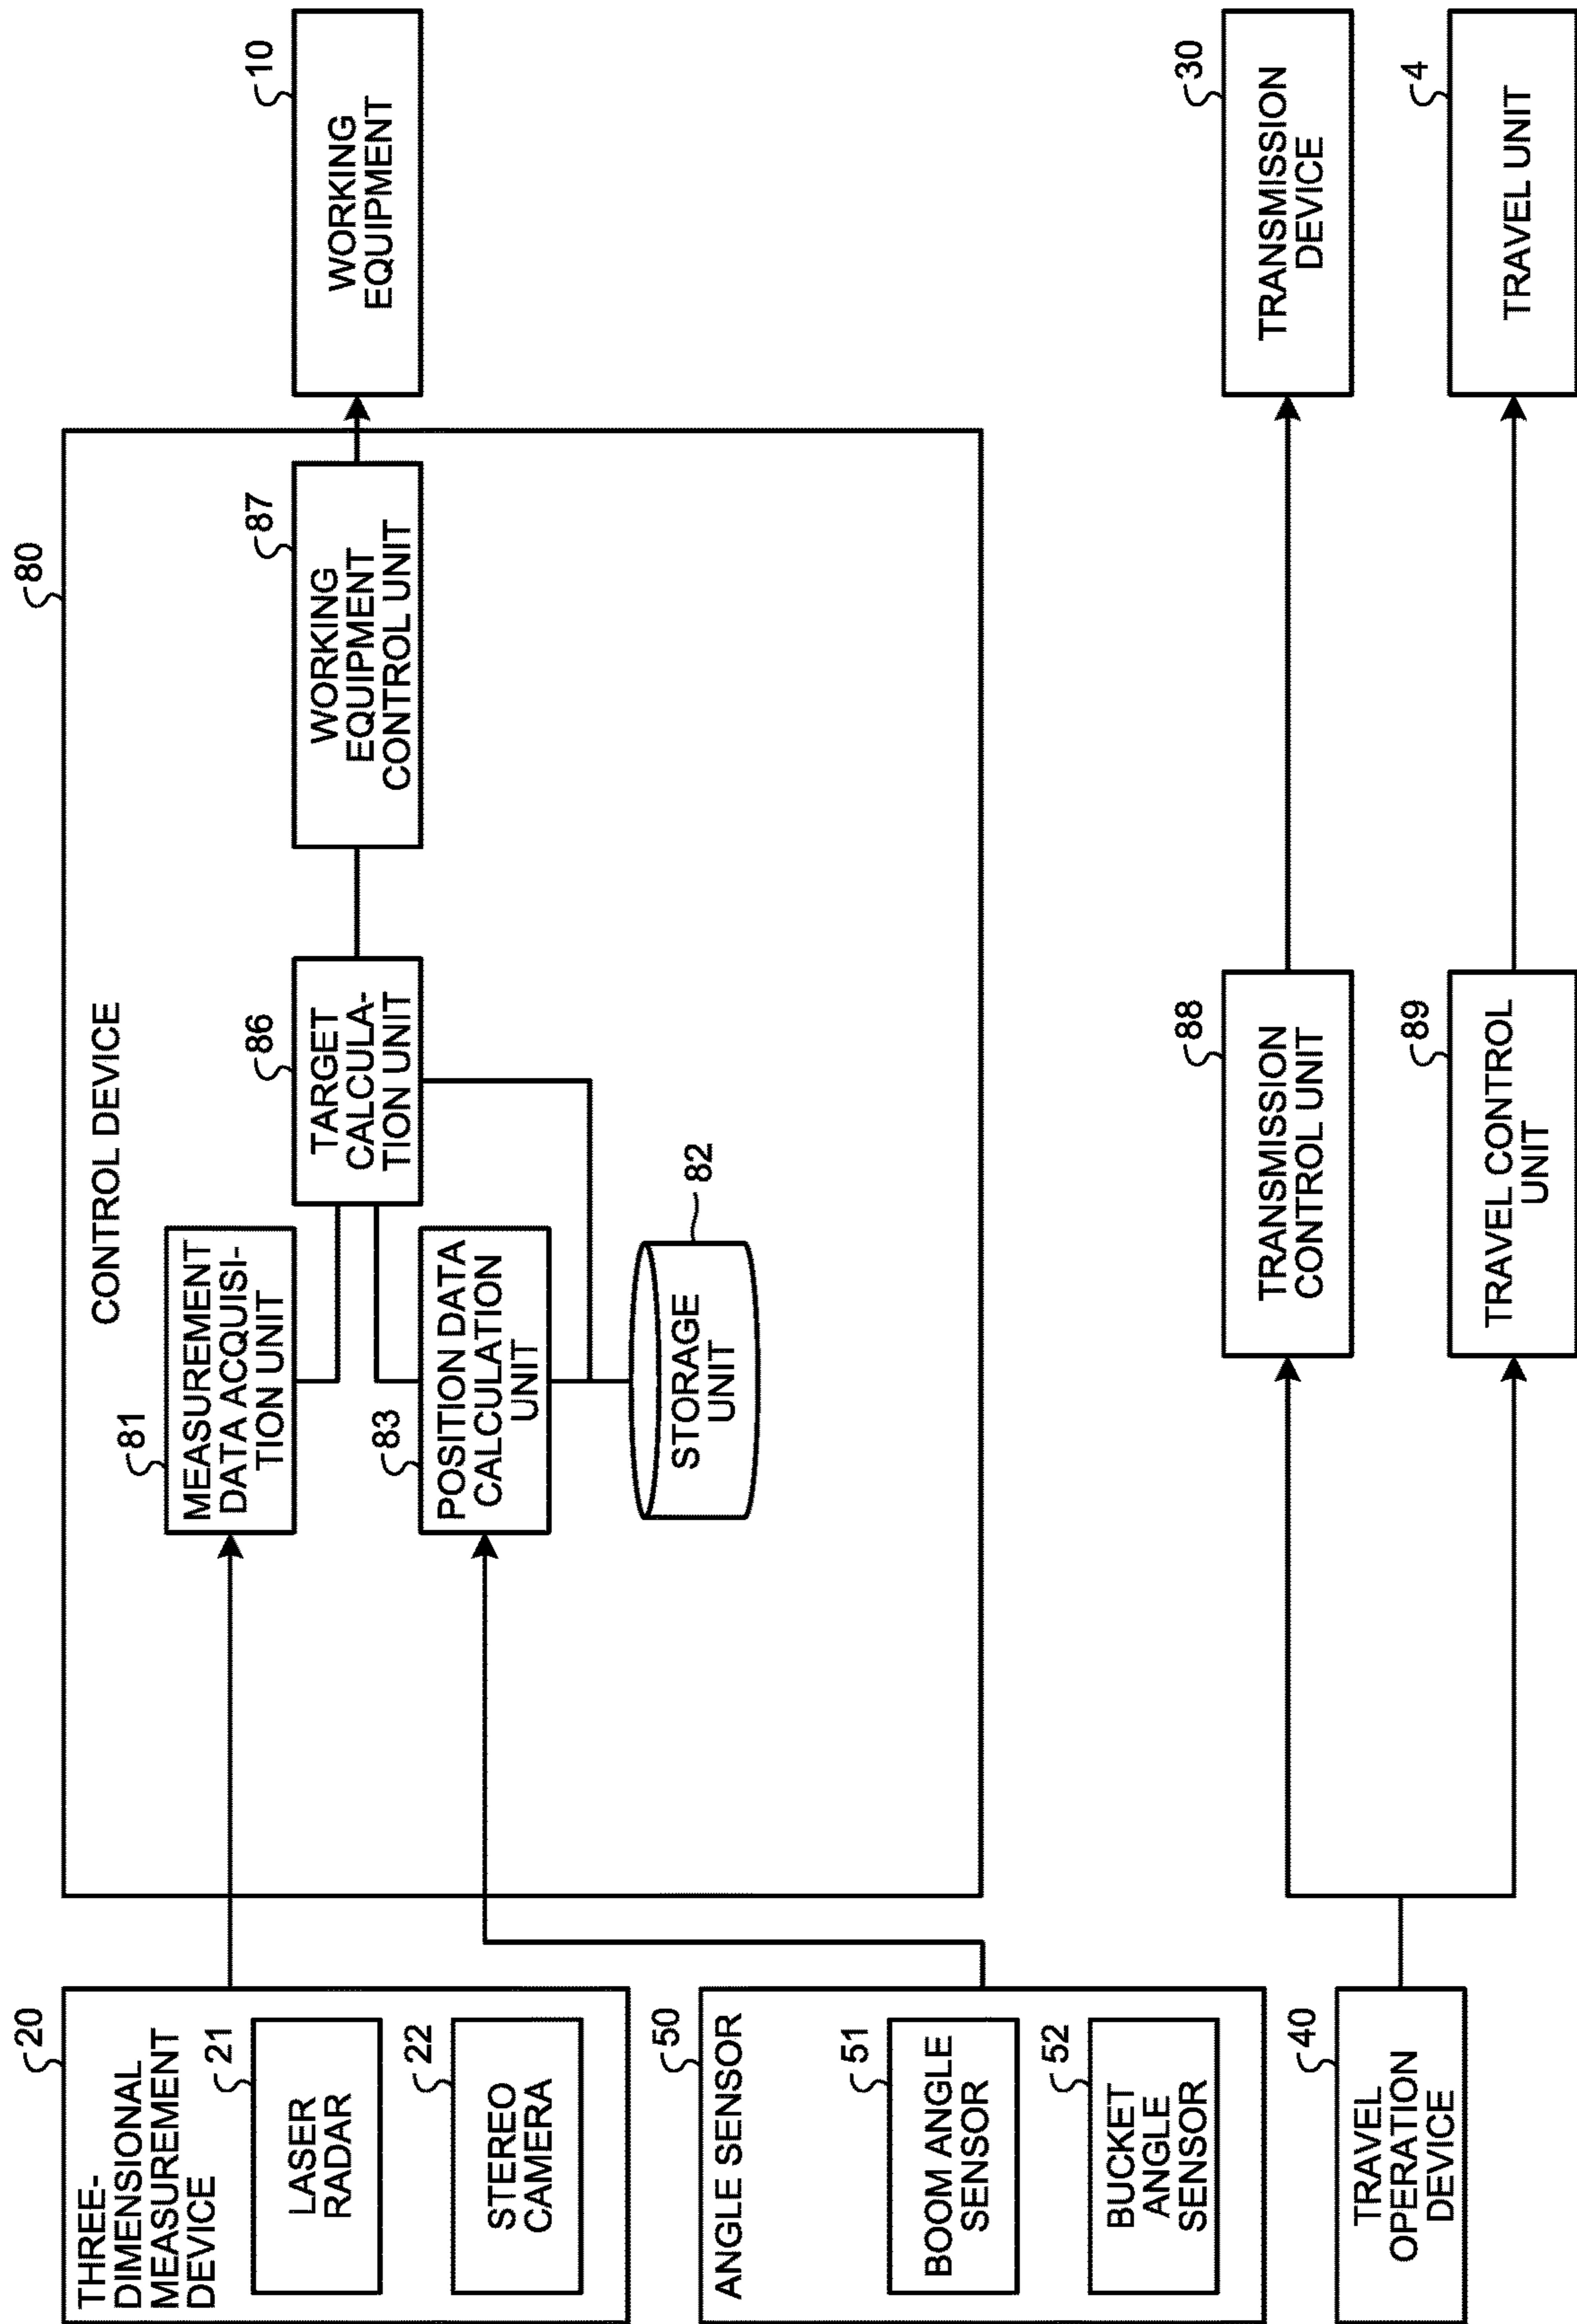 20
THREE-
DIMENSIONAL
MEASUREMENT
DEVICE
21
LASER
RADAR
22
STEREO
CAMERA
50
ANGLE SENSOR
51
BOOM ANGLE
SENSOR
52
BUCKET
ANGLE
SENSOR
40
TRAVEL
OPERATION
DEVICE
80
CONTROL DEVICE
81
MEASUREMENT
DATA ACQUISI-
TION UNIT
83
POSITION DATA
CALCULATION
UNIT
82
STORAGE
UNIT
86
TARGET
CALCULA-
TION UNIT
87
WORKING
EQUIPMENT
CONTROL UNIT
10
WORKING
EQUIPMENT
88
TRANSMISSION
CONTROL UNIT
30
TRANSMISSION
DEVICE
89
TRAVEL CONTROL
UNIT
4
TRAVEL UNIT